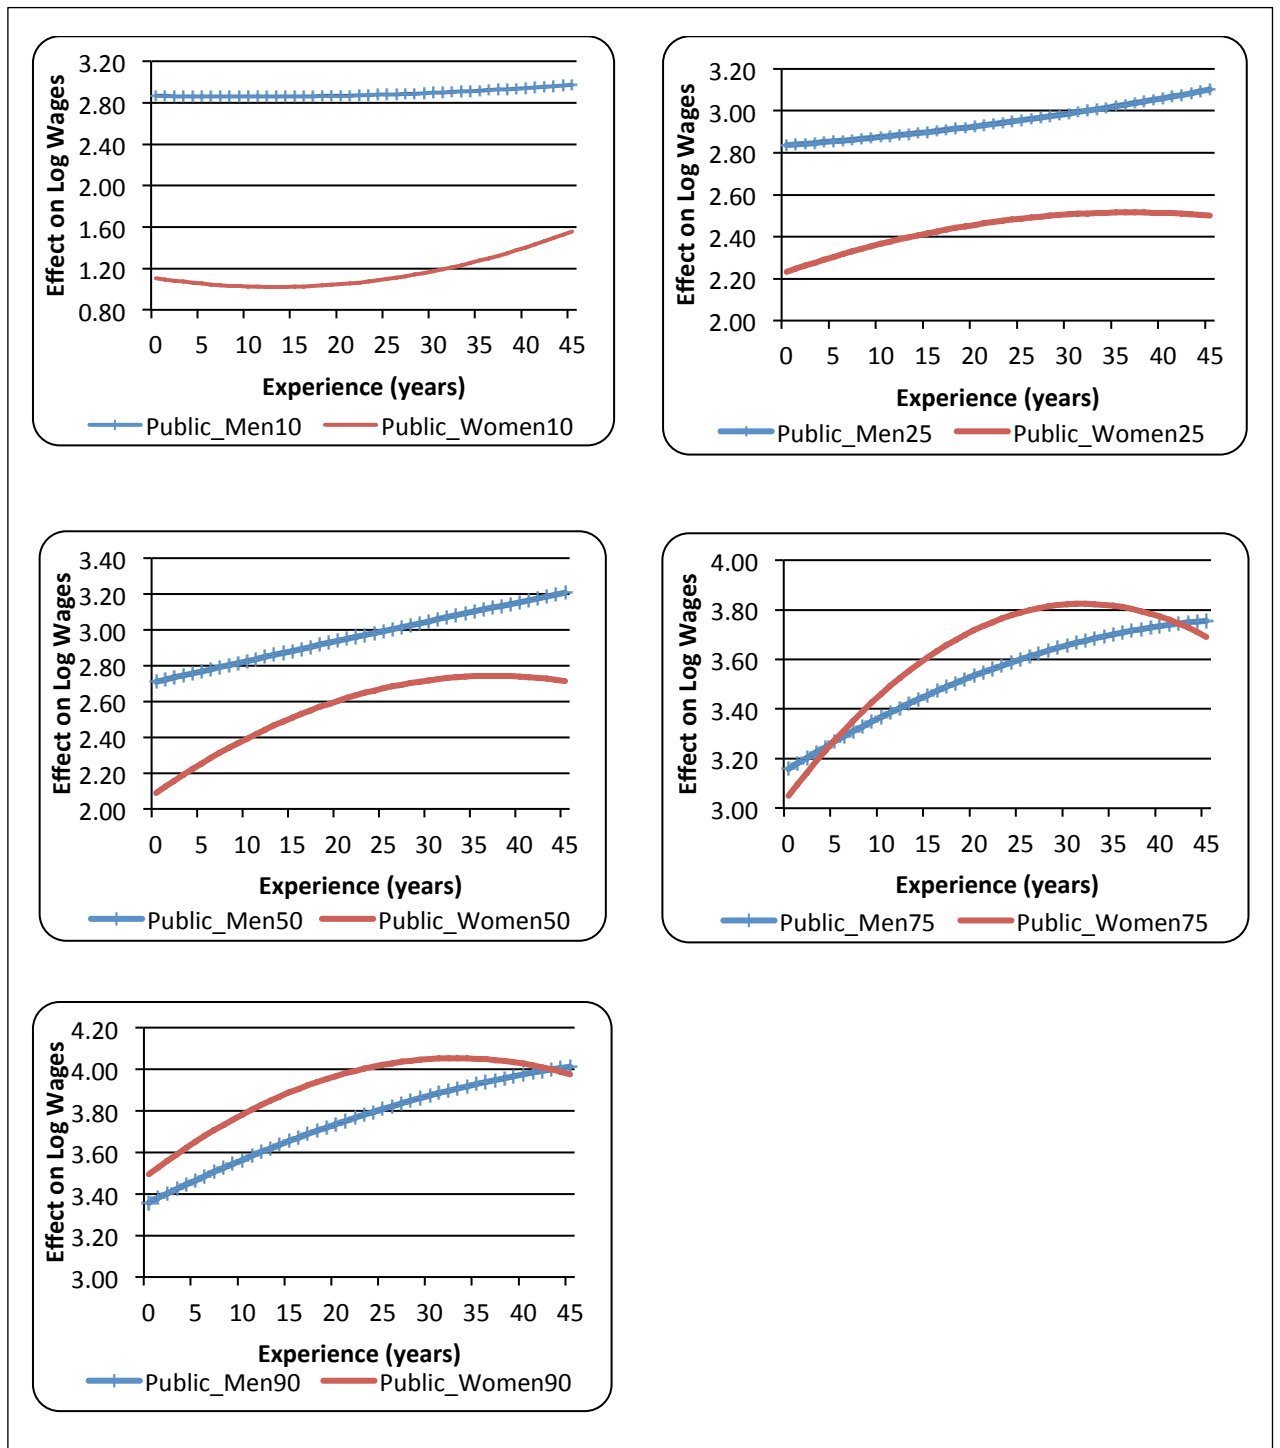 Effect on Log Wages
3.20
2.80
2.40
2.00
1.60
1.20
0.80
0 5 10 15 20 25 30 35 40 45
Experience (years)
Public_Men10 Public_Women10
Effect on Log Wages
3.20
3.00
2.80
2.60
2.40
2.20
2.00
0 5 10 15 20 25 30 35 40 45
Experience (years)
Public_Men25 Public_Women25
Effect on Log Wages
3.40
3.20
3.00
2.80
2.60
2.40
2.20
2.00
0 5 10 15 20 25 30 35 40 45
Experience (years)
Public_Men50 Public_Women50
Effect on Log Wages
4.00
3.80
3.60
3.40
3.20
3.00
0 5 10 15 20 25 30 35 40 45
Experience (years)
Public_Men75 Public_Women75
Effect on Log Wages
4.20
4.00
3.80
3.60
3.40
3.20
3.00
0 5 10 15 20 25 30 35 40 45
Experience (years)
Public_Men90 Public_Women90